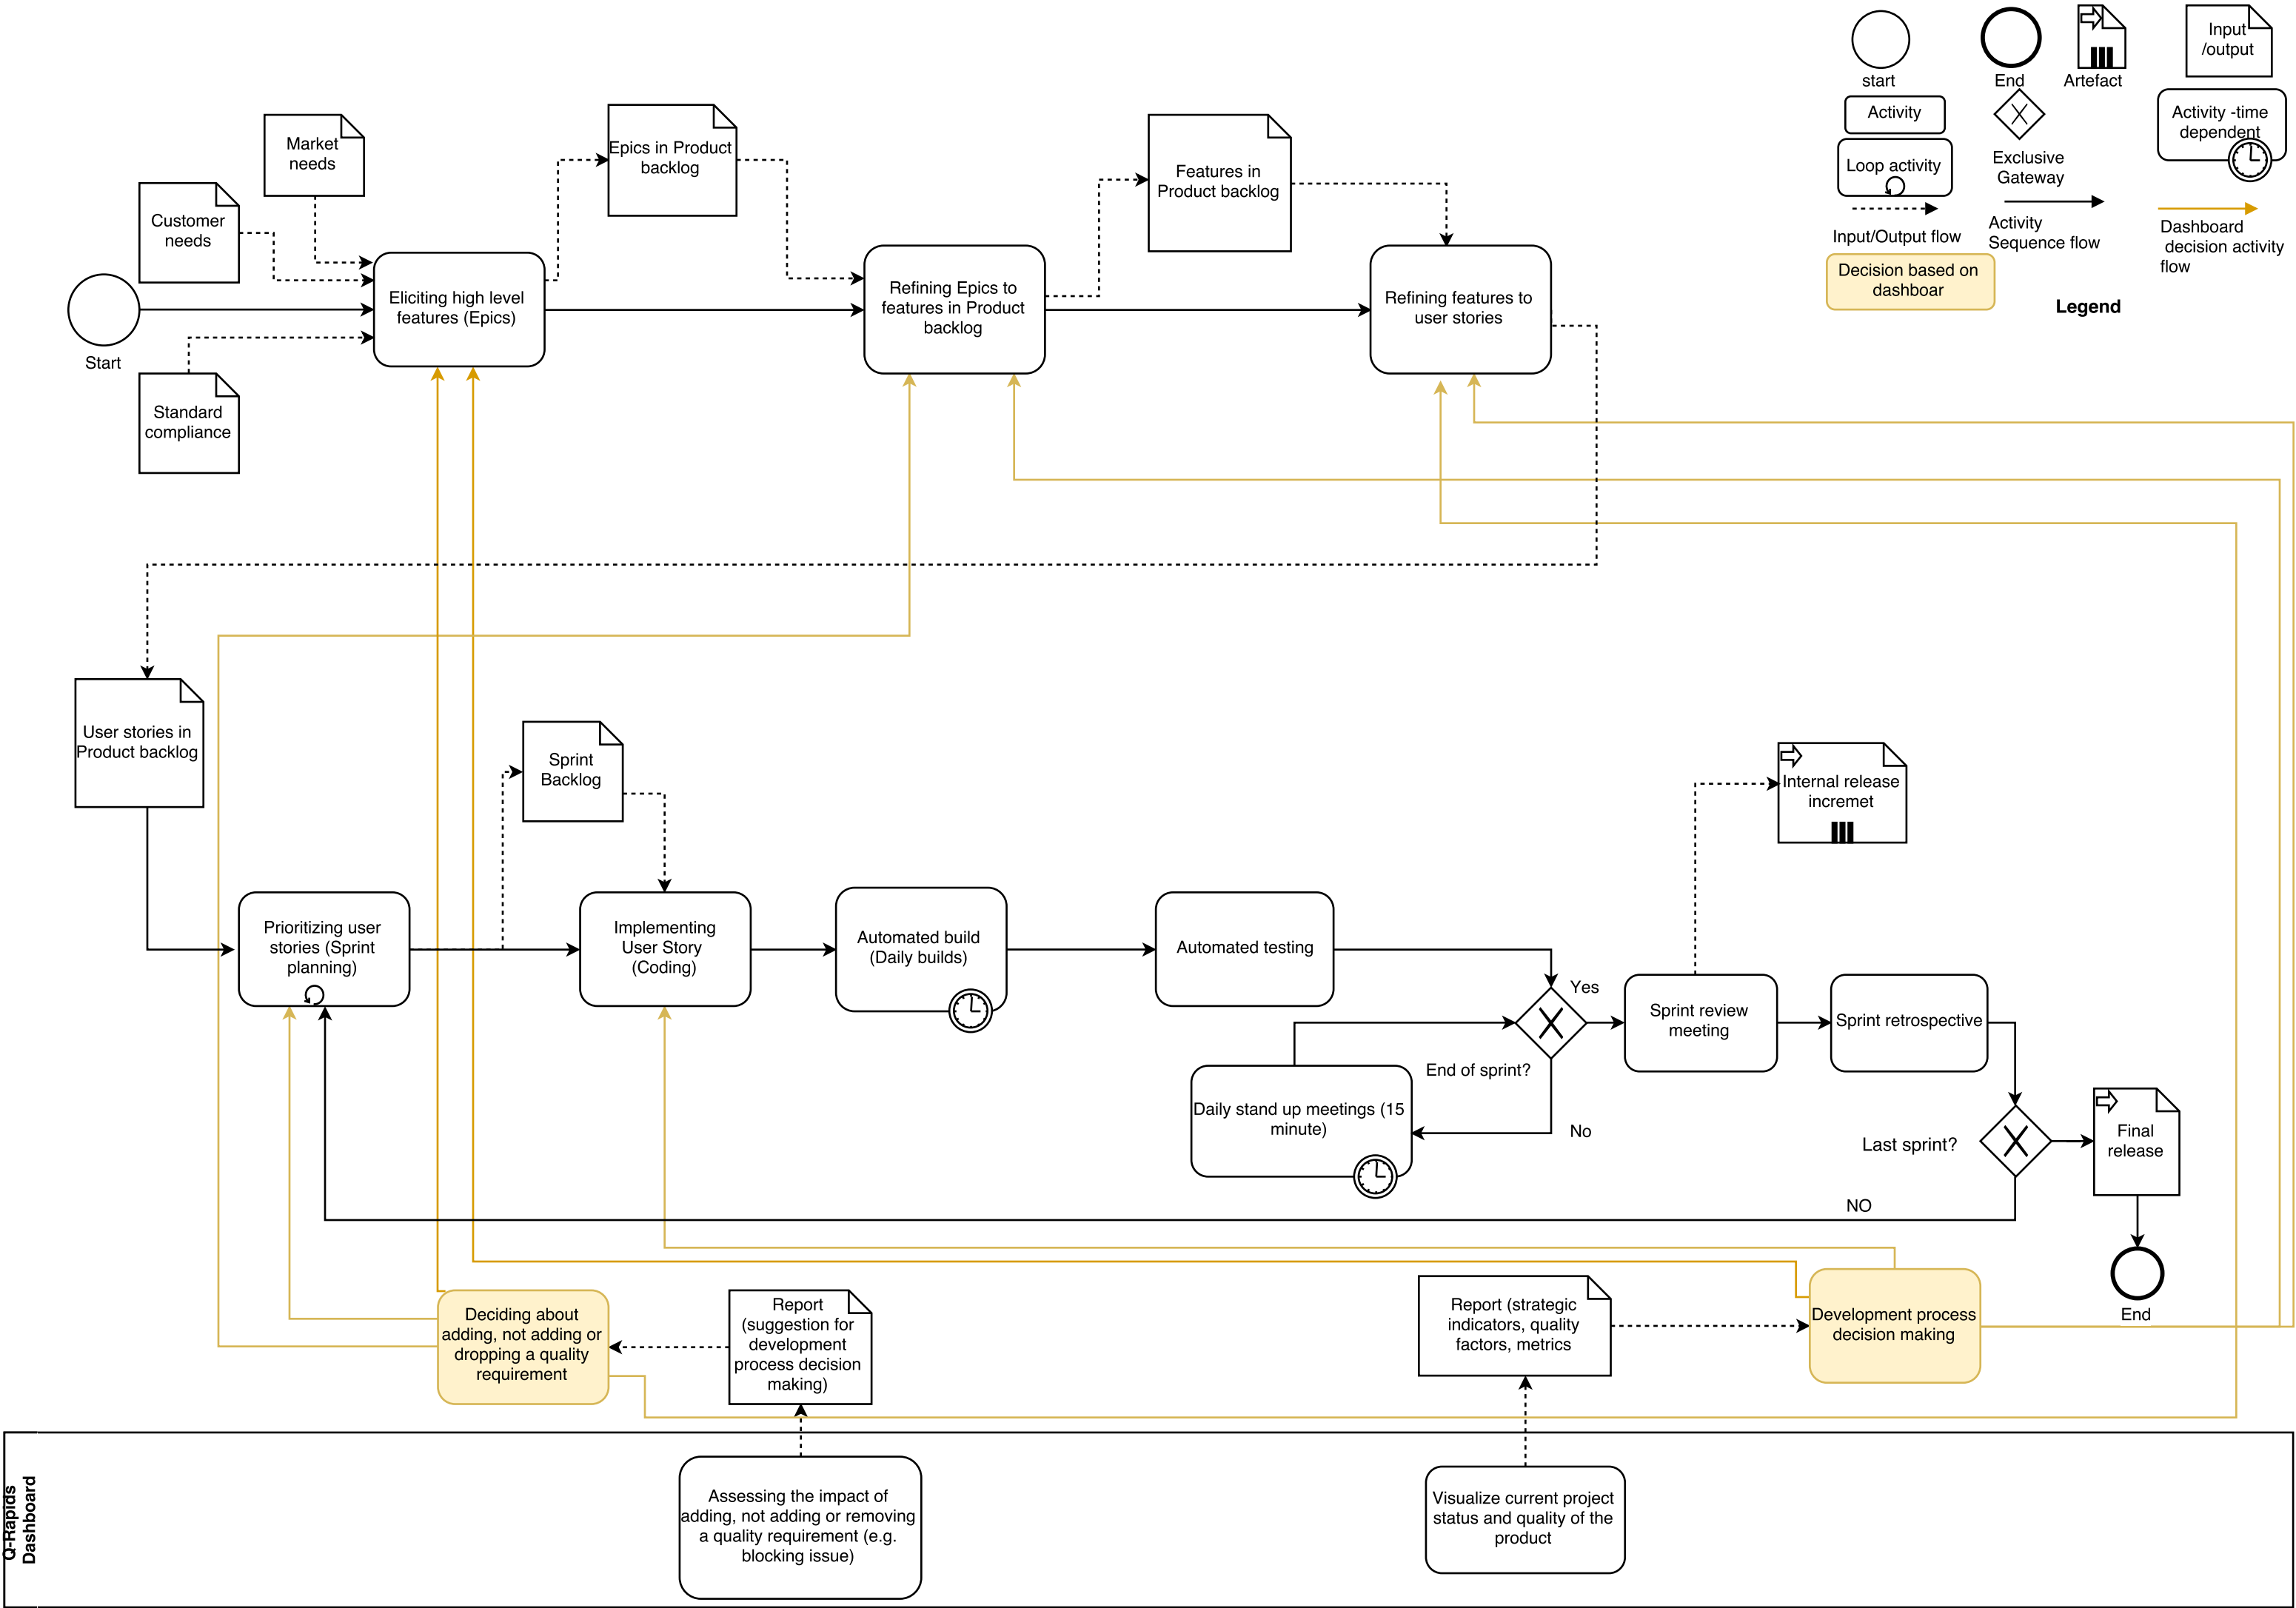 start
End
Artefact
Input
/output
Activity
Activity -time
dependent
Loop activity
Exclusive
Gateway
Input/Output flow
Activity
Sequence flow
Dashboard
decision activity
flow
Decision based on
dashboar
Legend
Market
needs
Customer
needs
Start
Standard
compliance
Eliciting high level
features (Epics)
Epics in Product
backlog
Refining Epics to
features in Product
backlog
Features in
Product backlog
Refining features to
user stories
User stories in
Product backlog
Sprint
Backlog
Internal release
incremet
Prioritizing user
stories (Sprint
planning)
Implementing
User Story
(Coding)
Automated build
(Daily builds)
Automated testing
Yes
End of sprint?
No
Daily stand up meetings (15
minute)
Sprint review
meeting
Sprint retrospective
Last sprint?
NO
Final
release
End
Deciding about
adding, not adding or
dropping a quality
requirement
Report
(suggestion for
development
process decision
making)
Report (strategic
indicators, quality
factors, metrics
Development process
decision making
Q-Rapids
Dashboard
Assessing the impact of
adding, not adding or removing
a quality requirement (e.g.
blocking issue)
Visualize current project
status and quality of the
product